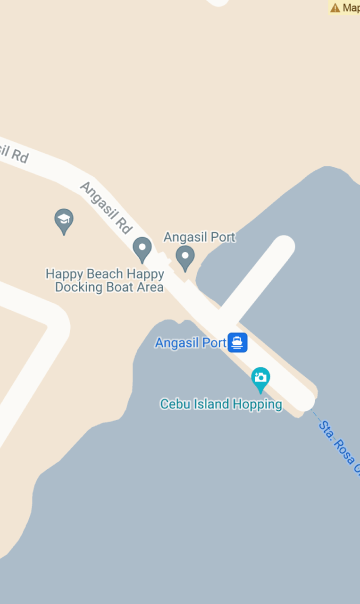 Map
sil Rd
Angasil Rd
Angasil Port
Happy Beach Happy
Docking Boat Area
Angasil Port
Cebu Island Hopping
Sta. Rosa